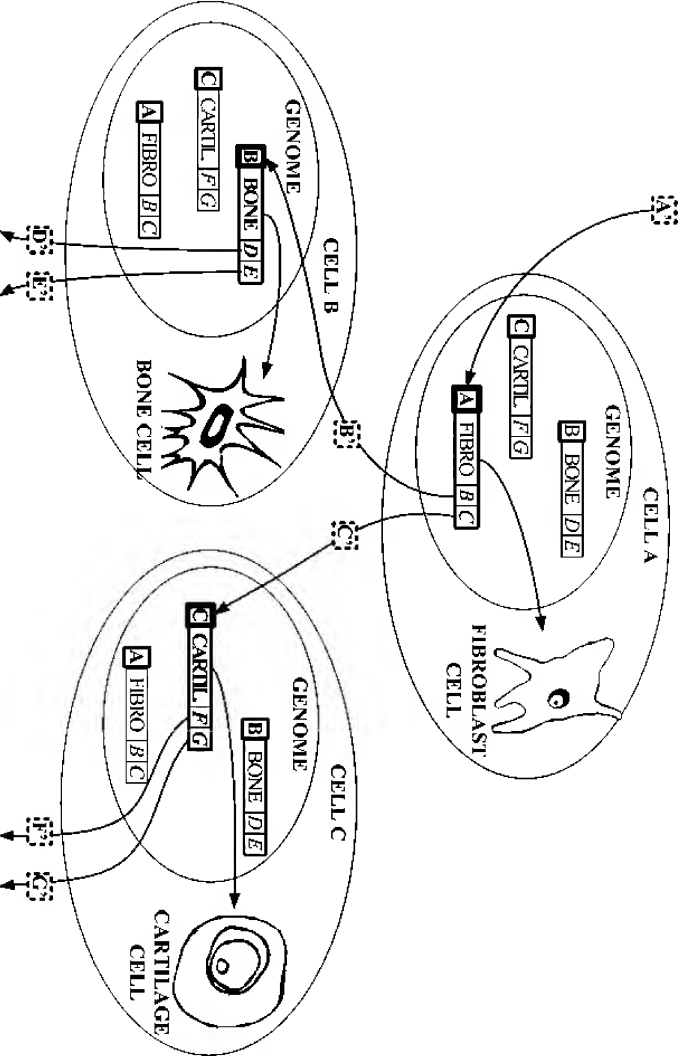 A'
CELL A
GENOME
B BONE D E
C CARTIL F G
A FIBRO B C
FIBROBLAST
CELL
B'
C'
CELL B
GENOME
B BONE D E
C CARTIL F G
A FIBRO B C
BONE CELL
D'
E'
CELL C
GENOME
B BONE D E
C CARTIL F G
A FIBRO B C
CARTILAGE
CELL
F'
G'